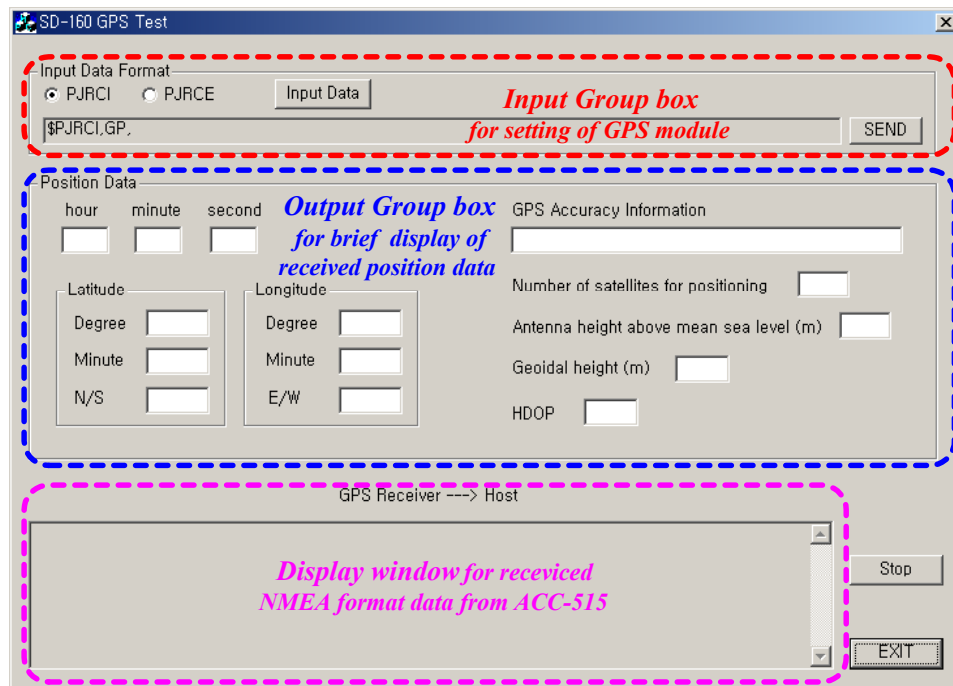 SD-160 GPS Test
Input Data Format
PJRCI PJRCE Input Data
Input Group box
for setting of GPS module
$PJRCI,GP,
SEND
Position Data
hour minute second
Output Group box
for brief display of
received position data
GPS Accuracy Information
Latitude
Degree
Minute
N/S
Longitude
Degree
Minute
E/W
Number of satellites for positioning
Antenna height above mean sea level (m)
Geoidal height (m)
HDOP
GPS Receiver ---> Host
Display window for receviced
NMEA format data from ACC-515
Stop
EXIT